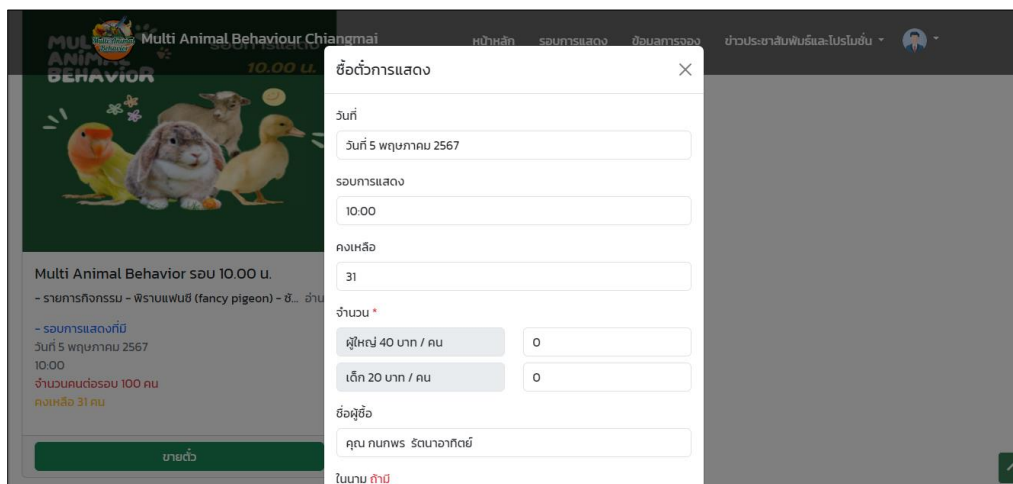 Multi Animal Behaviour Chiangmai
หน้าหลัก
รอบการแสดง
ข้อมูลการจอง
ข่าวประชาสัมพันธ์และโปรโมชั่น
ANIMAL
BEHAVIOR
10.00 น.
Multi Animal Behavior รอบ 10.00 น.
- รายการกิจกรรม - พิราบแฟนซี (fancy pigeon) - ชั... อ่าน
- รอบการแสดงที่มี
วันที่ 5 พฤษภาคม 2567
10:00
จำนวนคนต่อรอบ 100 คน
คงเหลือ 31 คน
ขายตั๋ว
ซื้อตั๋วการแสดง
วันที่
วันที่ 5 พฤษภาคม 2567
รอบการแสดง
10:00
คงเหลือ
31
จำนวน *
ผู้ใหญ่ 40 บาท / คน
0
เด็ก 20 บาท / คน
0
ชื่อผู้ซื้อ
คุณ กนกพร รัตนาอาทิตย์
ในนาม ถ้ามี